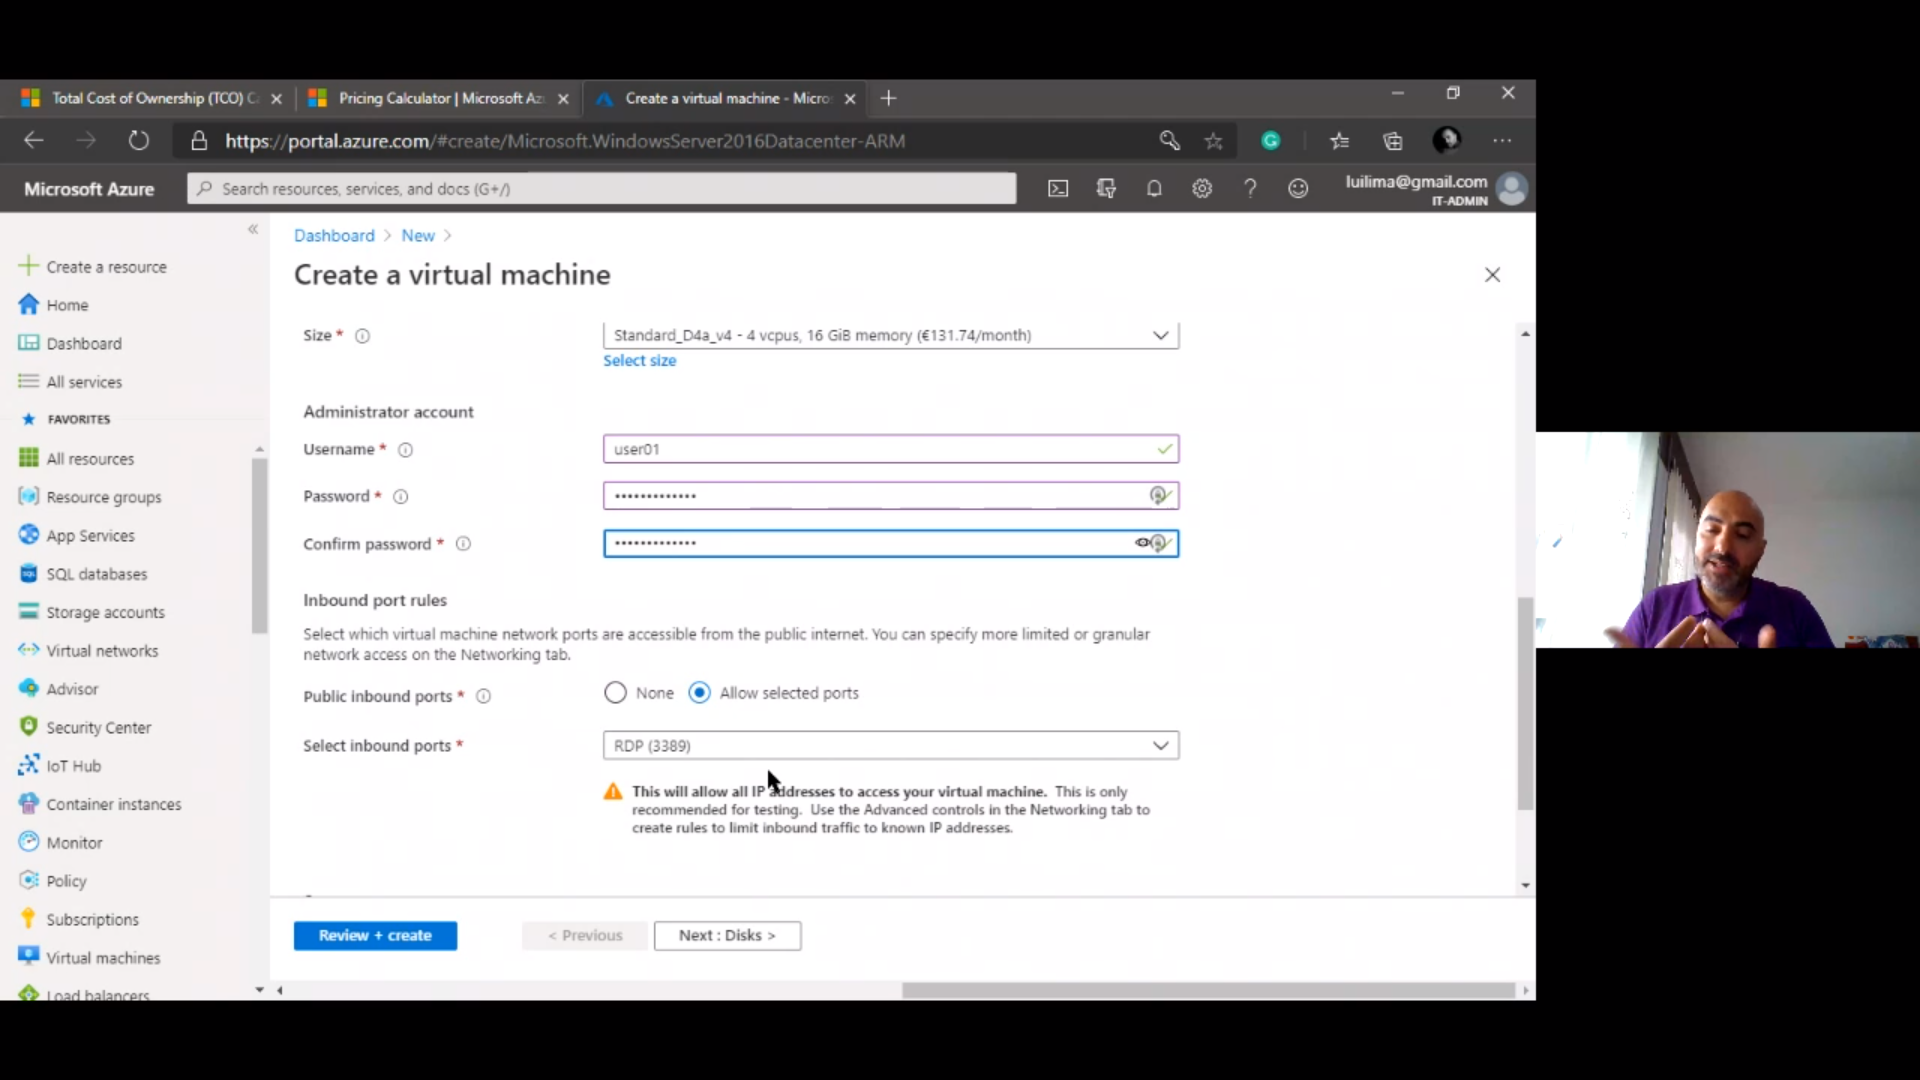 Total Cost of Ownership (TCO) C
Pricing Calculator | Microsoft Az
Create a virtual machine - Micro
https://portal.azure.com/#create/Microsoft.WindowsServer2016Datacenter-ARM
Microsoft Azure
Search resources, services, and docs (G+/)
luilima@gmail.com
IT-ADMIN
Create a resource
Home
Dashboard
All services
FAVORITES
All resources
Resource groups
App Services
SQL databases
Storage accounts
Virtual networks
Advisor
Security Center
IoT Hub
Container instances
Monitor
Policy
Subscriptions
Virtual machines
Load balancers
Dashboard > New >
Create a virtual machine
Size *
Standard_D4a_v4 - 4 vcpus, 16 GiB memory (€131.74/month)
Select size
Administrator account
Username *
user01
Password *
•••••••••••••
Confirm password *
•••••••••••••
Inbound port rules
Select which virtual machine network ports are accessible from the public internet. You can specify more limited or granular
network access on the Networking tab.
Public inbound ports *
None
Allow selected ports
Select inbound ports *
RDP (3389)
This will allow all IP addresses to access your virtual machine. This is only
recommended for testing. Use the Advanced controls in the Networking tab to
create rules to limit inbound traffic to known IP addresses.
Review + create
< Previous
Next : Disks >